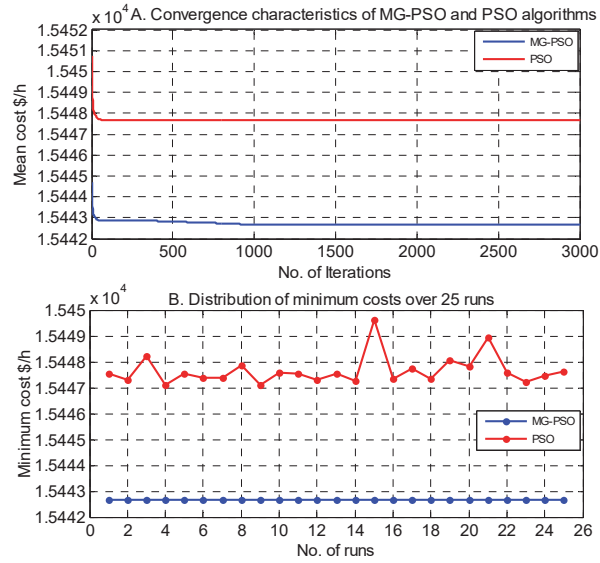 x 10^4 A. Convergence characteristics of MG-PSO and PSO algorithms
1.5452
1.545
1.5449
1.5448
1.5447
1.5446
1.5444
1.5443
1.5442
Mean cost $/h
MG-PSO
PSO
0 500 1000 1500 2000 2500 3000
No. of Iterations
x 10^4 B. Distribution of minimum costs over 25 runs
1.545
1.5449
1.5448
1.5447
1.5446
1.5445
1.5444
1.5443
1.5442
Minimum cost $/h
MG-PSO
PSO
0 2 4 6 8 10 12 14 16 18 20 22 24 26
No. of runs